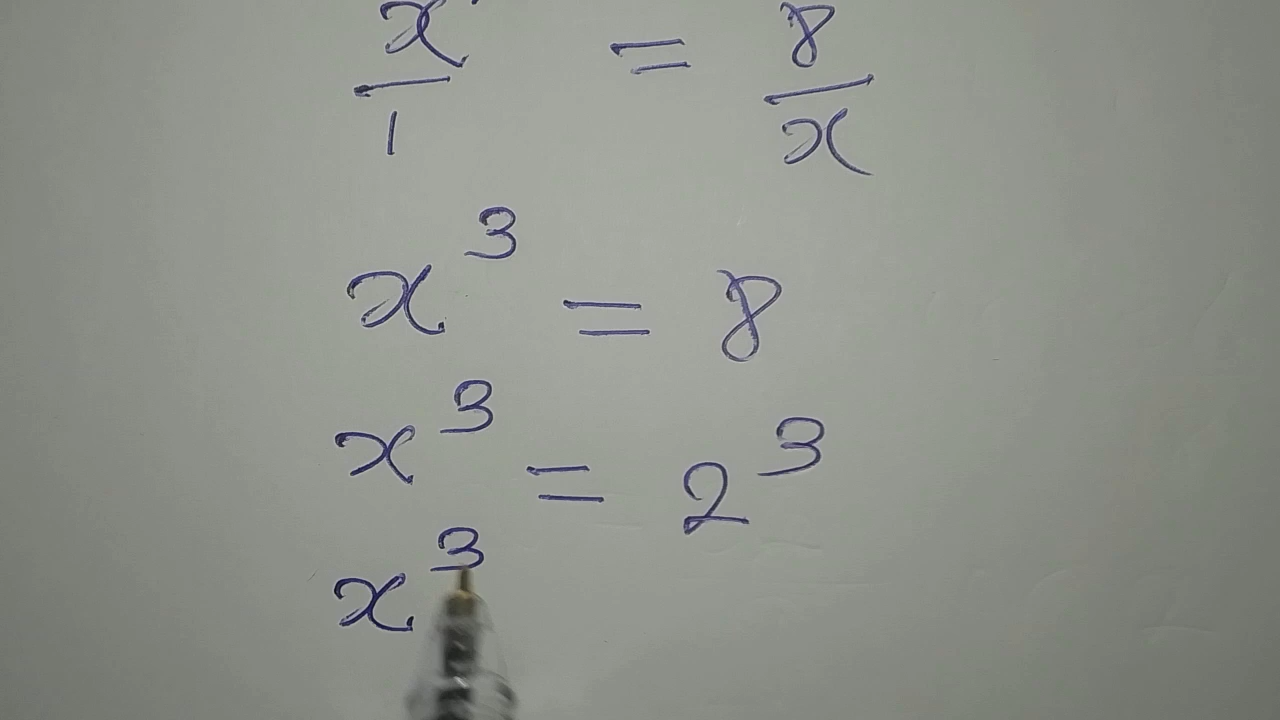 x/1 = 8/x
x³ = 8
x³ = 2³
x³